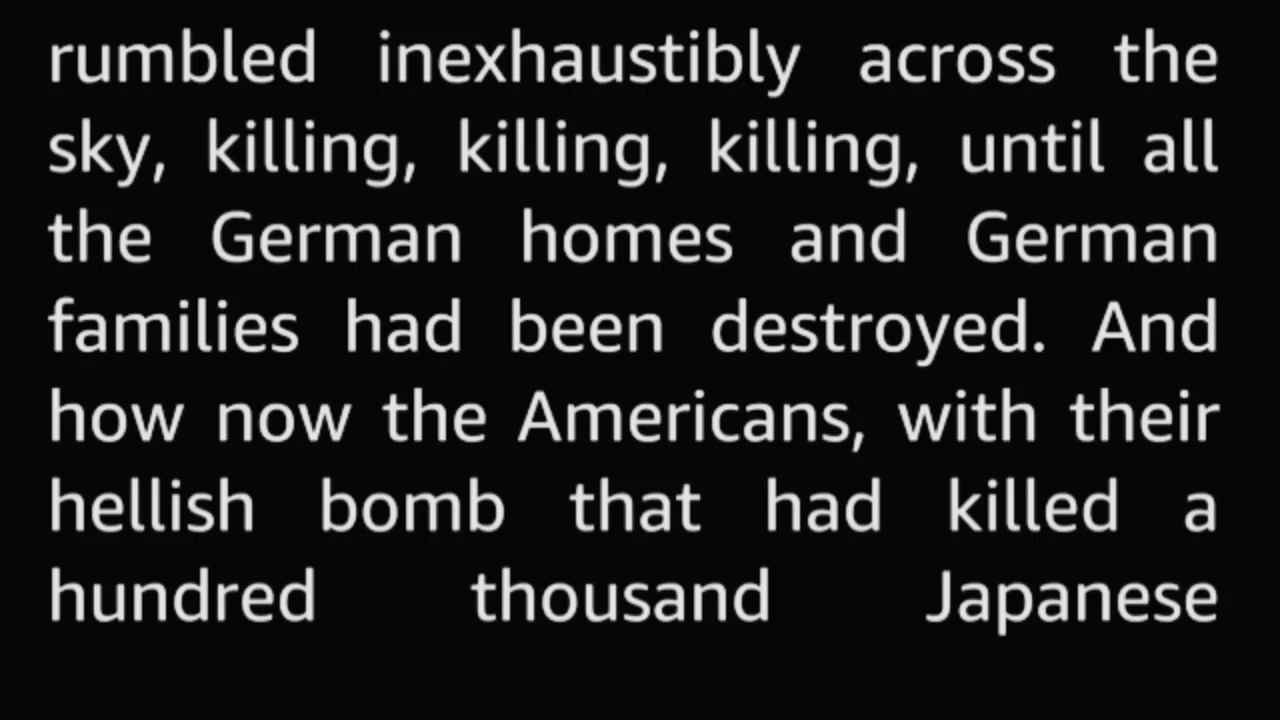 rumbled inexhaustibly across the
sky, killing, killing, killing, until all
the German homes and German
families had been destroyed. And
how now the Americans, with their
hellish bomb that had killed a
hundred thousand Japanese